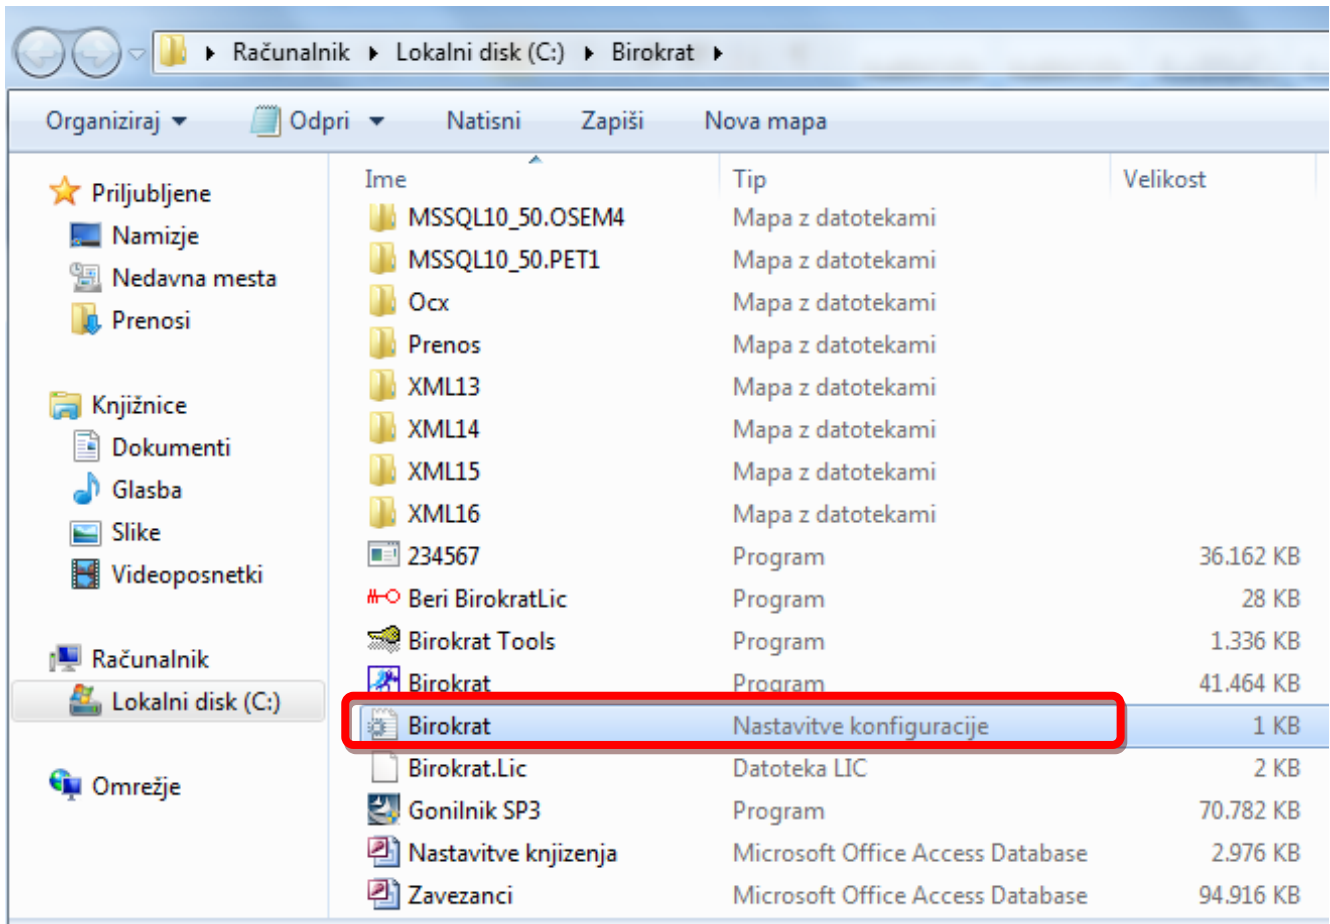 Računalnik Lokalni disk (C:) Birokrat
Organiziraj Odpri Natisni Zapiši Nova mapa
Priljubljene
Namizje
Nedavna mesta
Prenosi
Knjižnice
Dokumenti
Glasba
Slike
Videoposnetki
Računalnik
Lokalni disk (C:)
Omrežje
Ime Tip Velikost
MSSQL10_50.OSEM4 Mapa z datotekami
MSSQL10_50.PET1 Mapa z datotekami
Ocx Mapa z datotekami
Prenos Mapa z datotekami
XML13 Mapa z datotekami
XML14 Mapa z datotekami
XML15 Mapa z datotekami
XML16 Mapa z datotekami
234567 Program 36.162 KB
Beri BirokratLic Program 28 KB
Birokrat Tools Program 1.336 KB
Birokrat Program 41.464 KB
Birokrat Nastavitve konfiguracije 1 KB
Birokrat.Lic Datoteka LIC 2 KB
Gonilnik SP3 Program 70.782 KB
Nastavitve knjizenja Microsoft Office Access Database 2.976 KB
Zavezanci Microsoft Office Access Database 94.916 KB